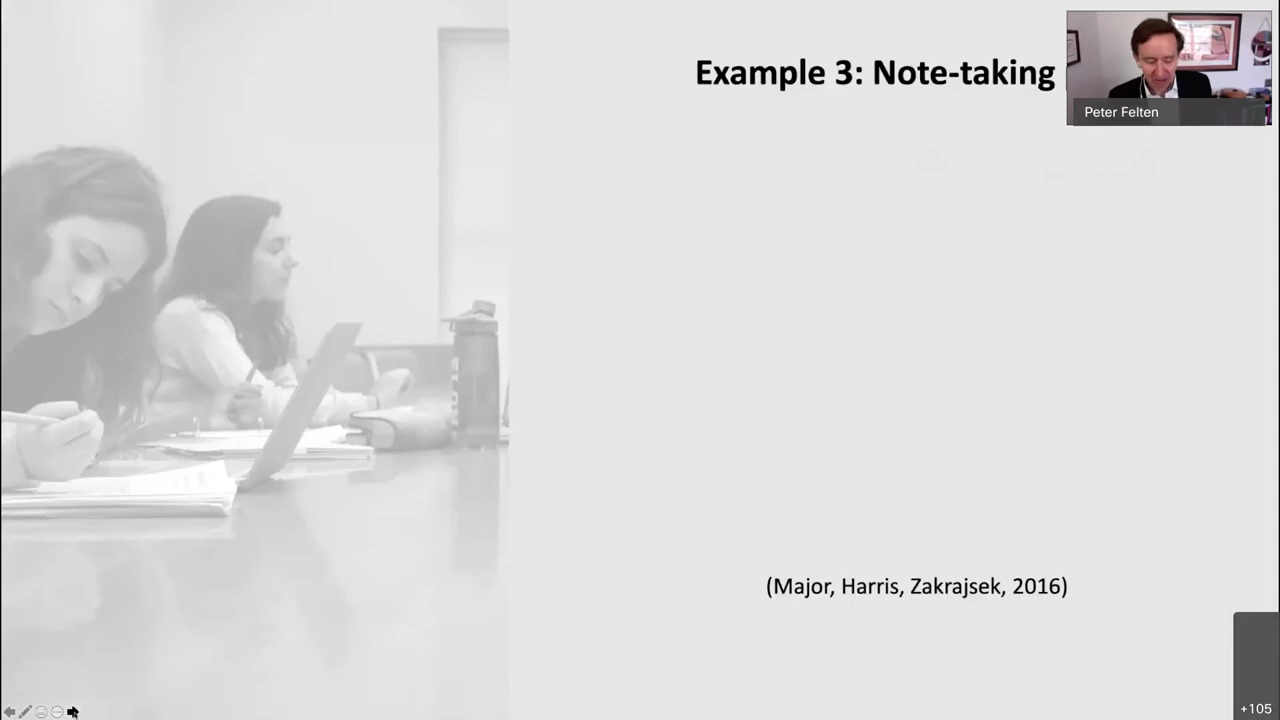 Example 3: Note-taking
Peter Felten
(Major, Harris, Zakrajsek, 2016)
+105